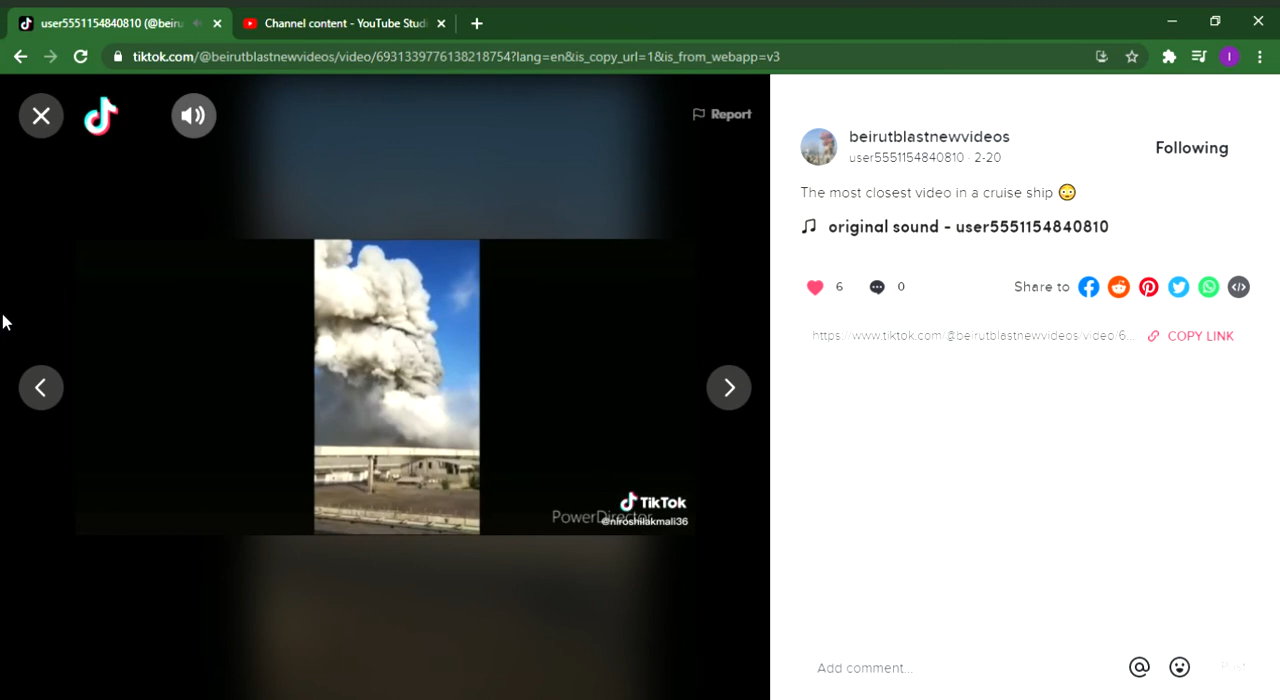 user5551154840810 (@beiru
Channel content - YouTube Studi
tiktok.com/@beirutblastnewvideos/video/6931339776138218754?lang=en&is_copy_url=1&is_from_webapp=v3
I
Report
beirutblastnewvideos
user5551154840810 · 2-20
Following
The most closest video in a cruise ship 😳
original sound - user5551154840810
6
0
Share to
https://www.tiktok.com/@beirutblastnewvideos/video/6...
COPY LINK
TikTok
PowerDirector
@niroshilakmali36
Add comment...
Post